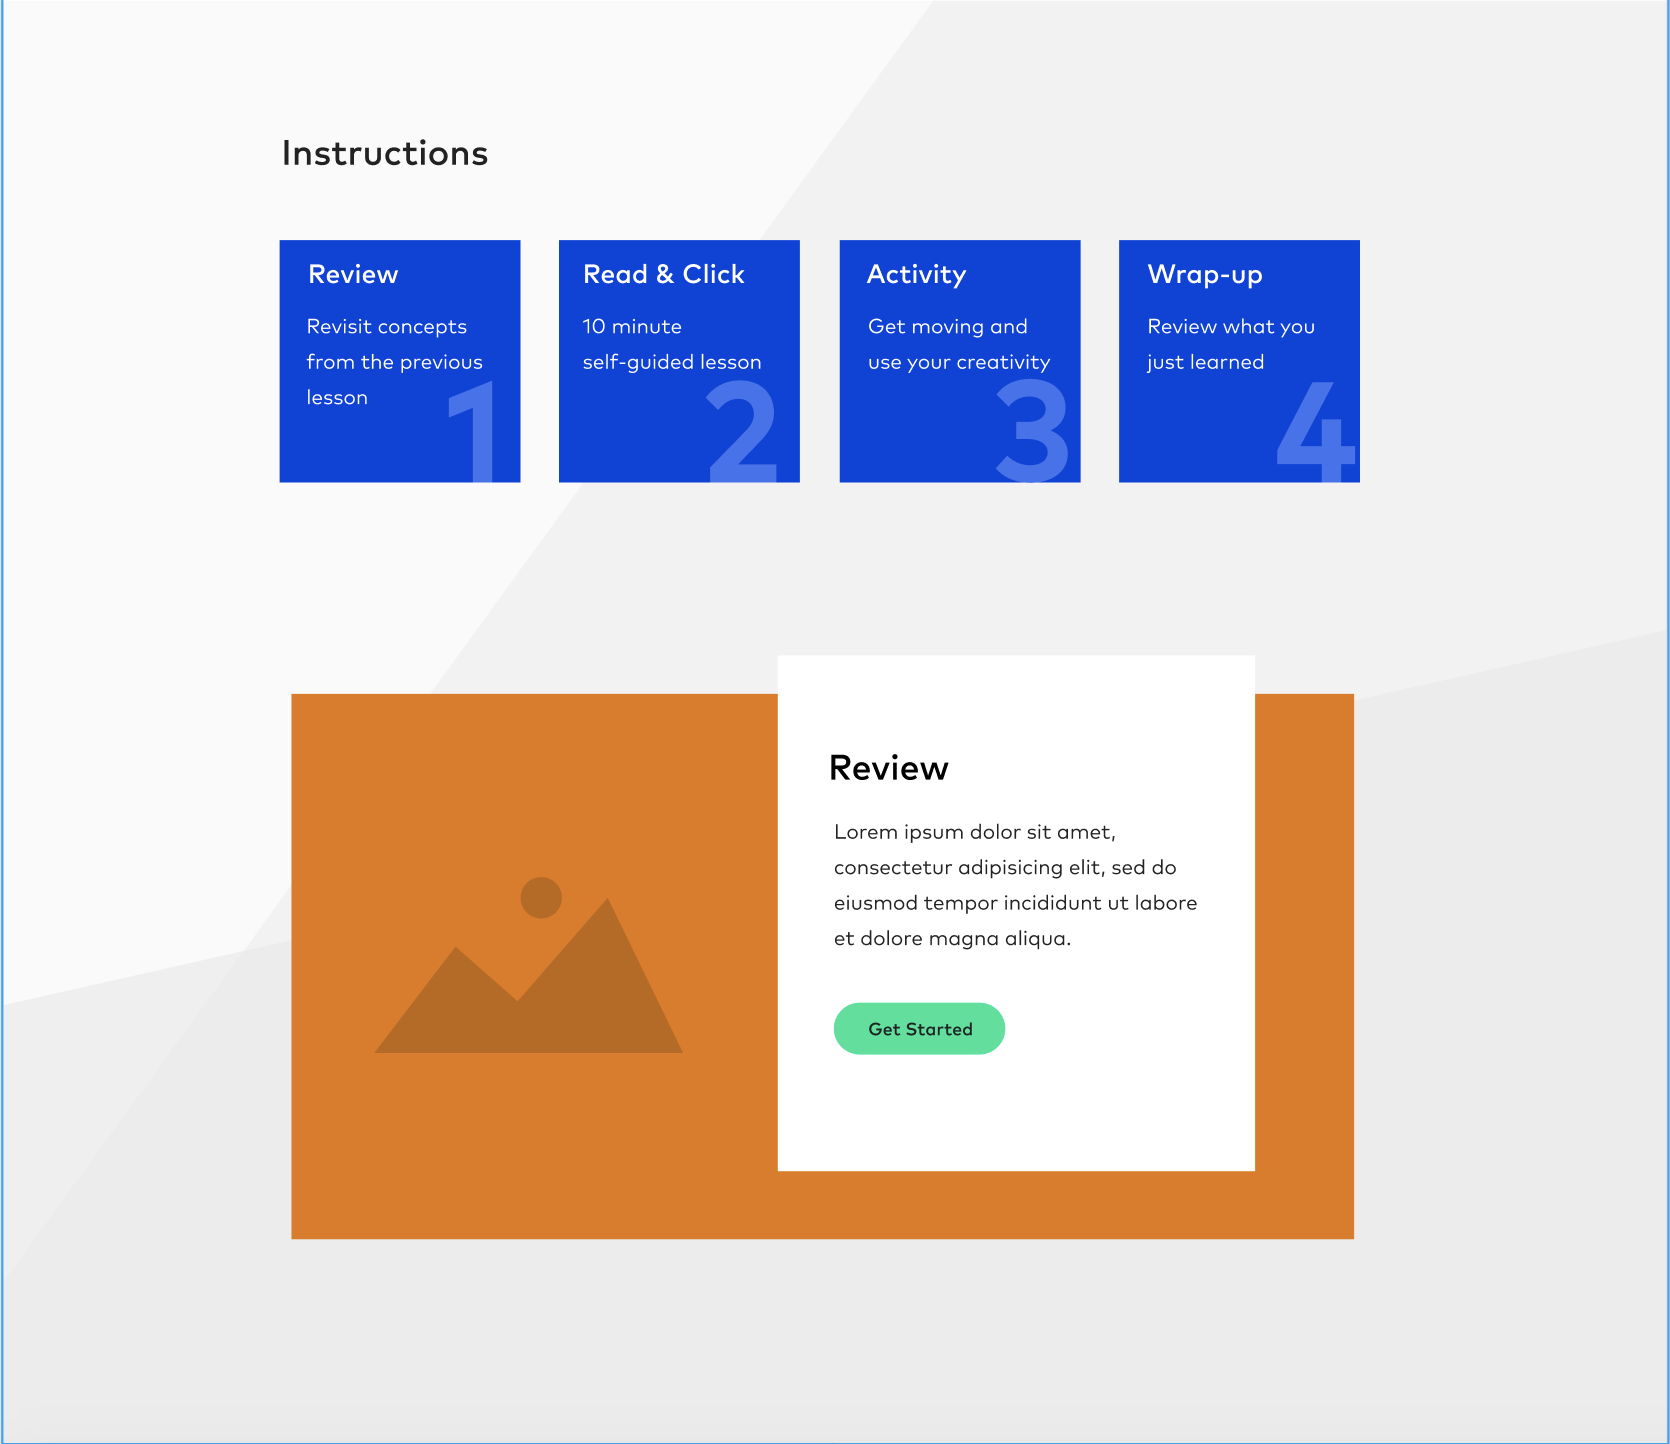 Instructions
Review
Revisit concepts
from the previous
lesson
1
Read & Click
10 minute
self-guided lesson
2
Activity
Get moving and
use your creativity
3
Wrap-up
Review what you
just learned
4
Review
Lorem ipsum dolor sit amet,
consectetur adipisicing elit, sed do
eiusmod tempor incididunt ut labore
et dolore magna aliqua.
Get Started